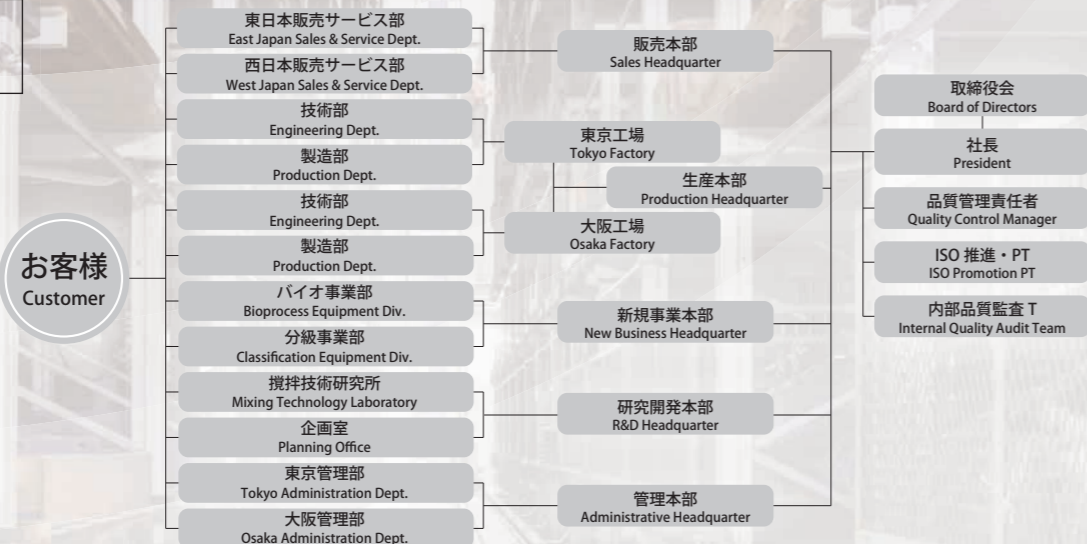 東日本販売サービス部
East Japan Sales & Service Dept.
西日本販売サービス部
West Japan Sales & Service Dept.
技術部
Engineering Dept.
製造部
Production Dept.
技術部
Engineering Dept.
製造部
Production Dept.
バイオ事業部
Bioprocess Equipment Div.
分級事業部
Classification Equipment Div.
撹拌技術研究所
Mixing Technology Laboratory
企画室
Planning Office
東京管理部
Tokyo Administration Dept.
大阪管理部
Osaka Administration Dept.
お客様
Customer
販売本部
Sales Headquarter
東京工場
Tokyo Factory
生産本部
Production Headquarter
大阪工場
Osaka Factory
新規事業本部
New Business Headquarter
研究開発本部
R&D Headquarter
管理本部
Administrative Headquarter
取締役会
Board of Directors
社長
President
品質管理責任者
Quality Control Manager
ISO 推進・PT
ISO Promotion PT
内部品質監査 T
Internal Quality Audit Team